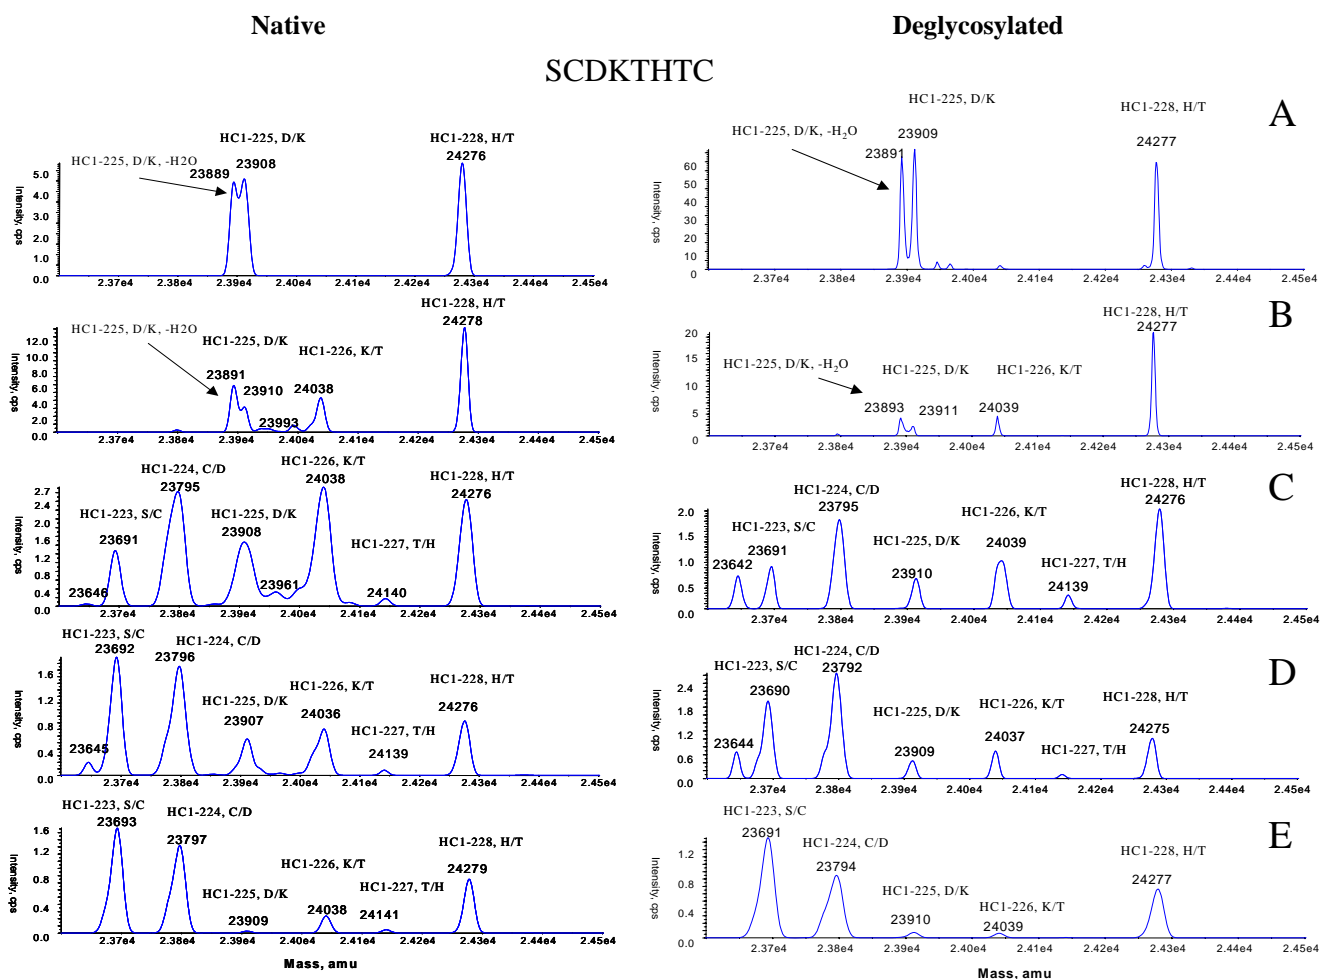 Native
Deglycosylated
SCDKTHTC
A
HC1-225, D/K
HC1-228, H/T
HC1-225, D/K, -H2O
23889
23908
24276
Intensity, cps
5.0
4.0
3.0
2.0
1.0
0.0
2.37e4 2.38e4 2.39e4 2.40e4 2.41e4 2.42e4 2.43e4 2.44e4 2.45e4
HC1-225, D/K
HC1-228, H/T
HC1-225, D/K, -H₂O
23891
23909
24277
Intensity, cps
60
50
40
30
20
10
0
2.37e4 2.38e4 2.39e4 2.40e4 2.41e4 2.42e4 2.43e4 2.44e4 2.45e4
B
HC1-228, H/T
24278
HC1-225, D/K, -H2O
HC1-225, D/K
HC1-226, K/T
23891
23910
23993
24038
Intensity, cps
12.0
10.0
8.0
6.0
4.0
2.0
0.0
2.37e4 2.38e4 2.39e4 2.40e4 2.41e4 2.42e4 2.43e4 2.44e4 2.45e4
HC1-228, H/T
24277
HC1-225, D/K, -H₂O
HC1-225, D/K
HC1-226, K/T
23893
23911
24039
Intensity, cps
20
15
10
5
0
2.37e4 2.38e4 2.39e4 2.40e4 2.41e4 2.42e4 2.43e4 2.44e4 2.45e4
C
HC1-226, K/T
24038
HC1-224, C/D
23795
HC1-228, H/T
24276
HC1-223, S/C
23691
HC1-225, D/K
23908
HC1-227, T/H
24140
23646
23961
Intensity, cps
2.7
2.4
2.0
1.6
1.2
0.8
0.4
0.0
2.37e4 2.38e4 2.39e4 2.40e4 2.41e4 2.42e4 2.43e4 2.44e4 2.45e4
HC1-228, H/T
24276
HC1-224, C/D
23795
HC1-226, K/T
24039
HC1-223, S/C
23691
23642
HC1-225, D/K
23910
HC1-227, T/H
24139
Intensity, cps
2.0
1.5
1.0
0.5
0.0
2.37e4 2.38e4 2.39e4 2.40e4 2.41e4 2.42e4 2.43e4 2.44e4 2.45e4
D
HC1-223, S/C
23692
HC1-224, C/D
23796
HC1-228, H/T
24276
HC1-226, K/T
24036
HC1-225, D/K
23907
HC1-227, T/H
24139
23645
Intensity, cps
1.6
1.2
0.8
0.4
0.0
2.37e4 2.38e4 2.39e4 2.40e4 2.41e4 2.42e4 2.43e4 2.44e4 2.45e4
HC1-224, C/D
23792
HC1-223, S/C
23690
HC1-228, H/T
24275
HC1-226, K/T
24037
HC1-225, D/K
23909
HC1-227, T/H
23644
Intensity, cps
2.4
1.8
1.2
0.6
0.0
2.37e4 2.38e4 2.39e4 2.40e4 2.41e4 2.42e4 2.43e4 2.44e4 2.45e4
E
HC1-223, S/C
23693
HC1-224, C/D
23797
HC1-228, H/T
24279
HC1-226, K/T
24038
HC1-227, T/H
24141
HC1-225, D/K
23909
Intensity, cps
1.6
1.2
0.8
0.4
0.0
2.37e4 2.38e4 2.39e4 2.40e4 2.41e4 2.42e4 2.43e4 2.44e4 2.45e4
Mass, amu
HC1-223, S/C
23691
HC1-224, C/D
23794
HC1-228, H/T
24277
HC1-225, D/K
23910
HC1-226, K/T
24039
Intensity, cps
1.2
0.8
0.4
0.0
2.37e4 2.38e4 2.39e4 2.40e4 2.41e4 2.42e4 2.43e4 2.44e4 2.45e4
Mass, amu